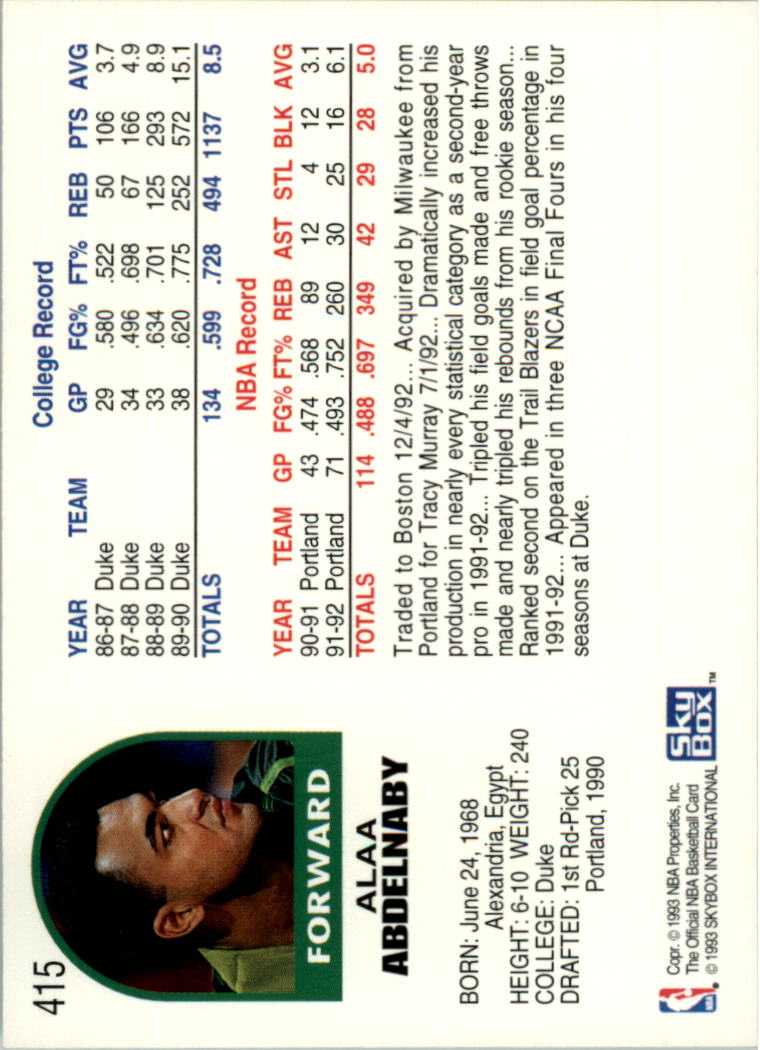 415
FORWARD
ALAA
ABDELNABY
BORN: June 24, 1968
Alexandria, Egypt
HEIGHT: 6-10 WEIGHT: 240
COLLEGE: Duke
DRAFTED: 1st Rd-Pick 25
Portland, 1990
Copr. © 1993 NBA Properties, Inc.
The Official NBA Basketball Card
© 1993 SKYBOX INTERNATIONAL
NBA
Sky
Box™
College Record
YEAR TEAM GP FG% FT% REB PTS AVG
86-87 Duke 29 .580 .522 50 106 3.7
87-88 Duke 34 .496 .698 67 166 4.9
88-89 Duke 33 .634 .701 125 293 8.9
89-90 Duke 38 .620 .775 252 572 15.1
TOTALS 134 .599 .728 494 1137 8.5
NBA Record
YEAR TEAM GP FG% FT% REB AST STL BLK AVG
90-91 Portland 43 .474 .568 89 12 4 12 3.1
91-92 Portland 71 .493 .752 260 30 25 16 6.1
TOTALS 114 .488 .697 349 42 29 28 5.0
Traded to Boston 12/4/92... Acquired by Milwaukee from
Portland for Tracy Murray 7/1/92... Dramatically increased his
production in nearly every statistical category as a second-year
pro in 1991-92... Tripled his field goals made and free throws
made and nearly tripled his rebounds from his rookie season...
Ranked second on the Trail Blazers in field goal percentage in
1991-92... Appeared in three NCAA Final Fours in his four
seasons at Duke.